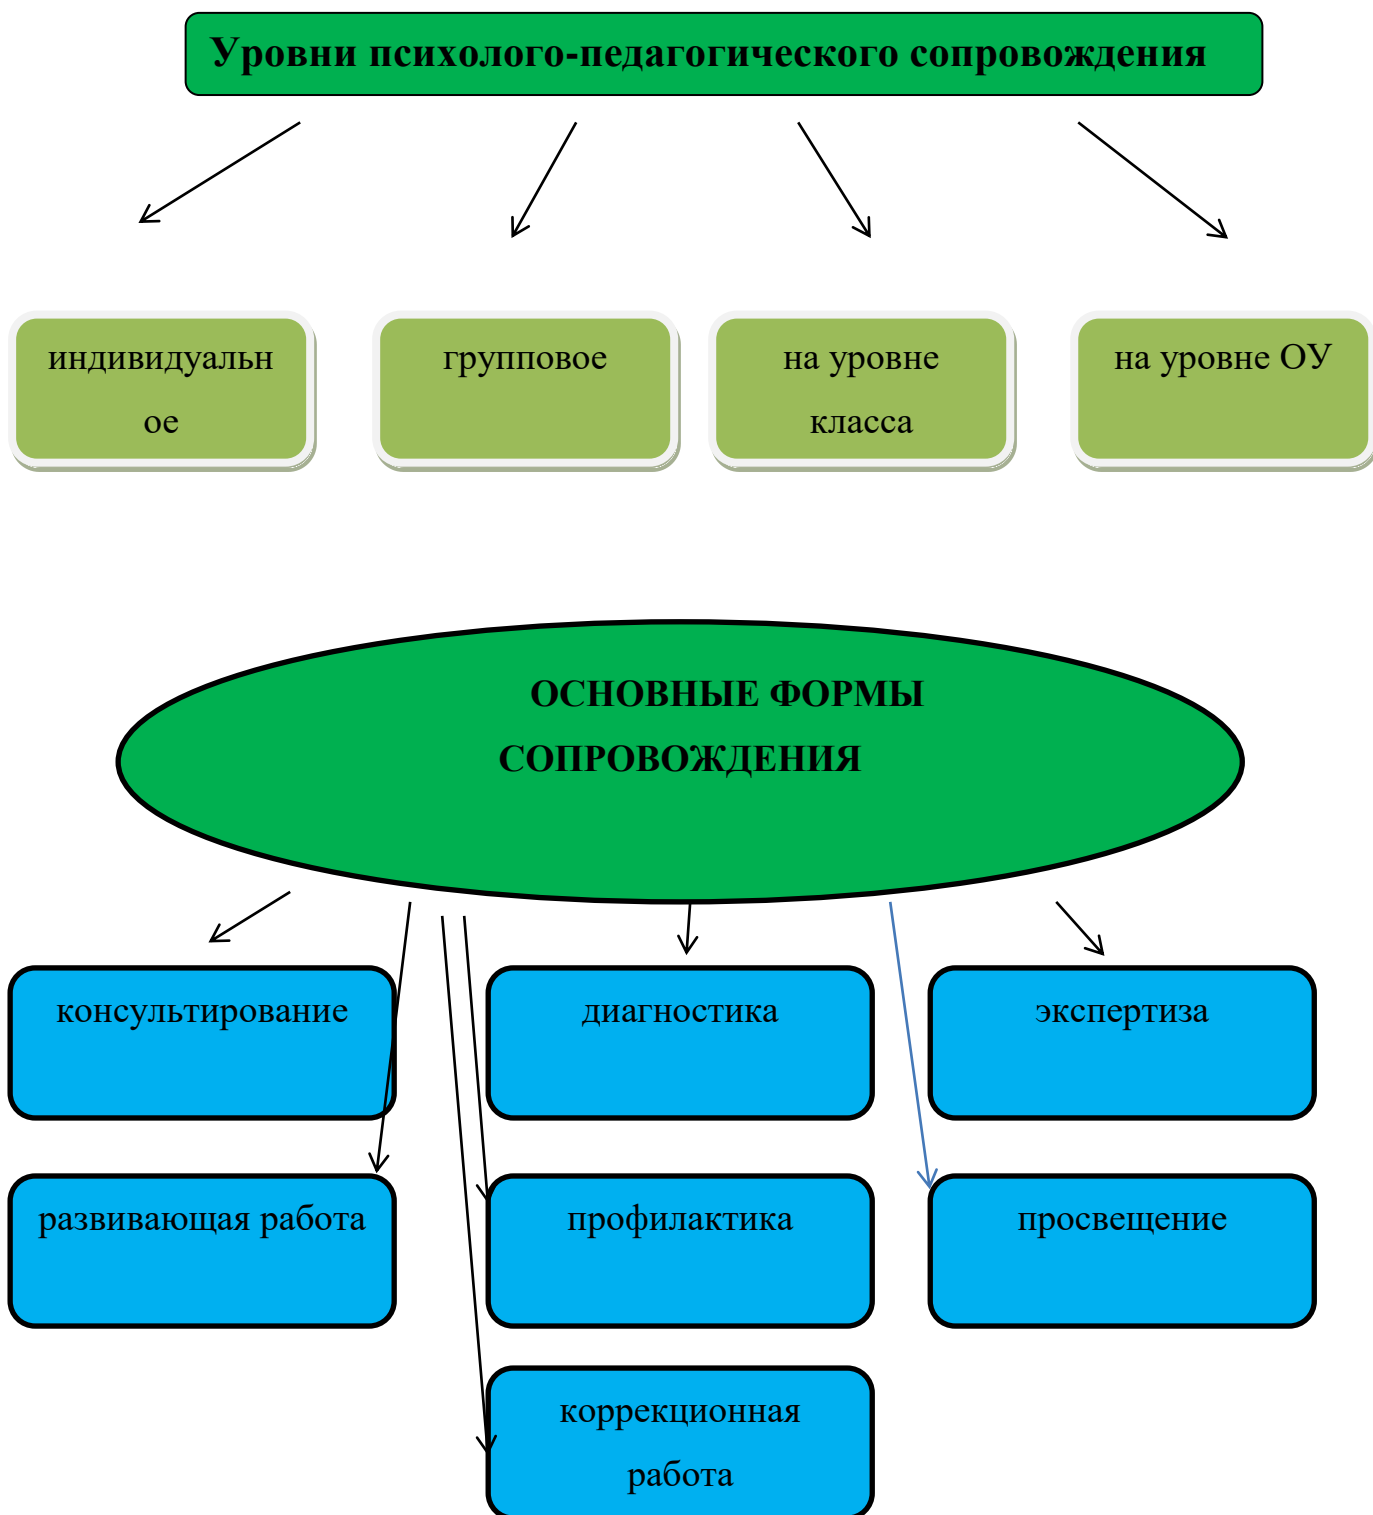 Уровни психолого-педагогического сопровождения
индивидуальн
ое
групповое
на уровне
класса
на уровне ОУ
ОСНОВНЫЕ ФОРМЫ
СОПРОВОЖДЕНИЯ
консультирование
диагностика
экспертиза
развивающая работа
профилактика
просвещение
коррекционная
работа